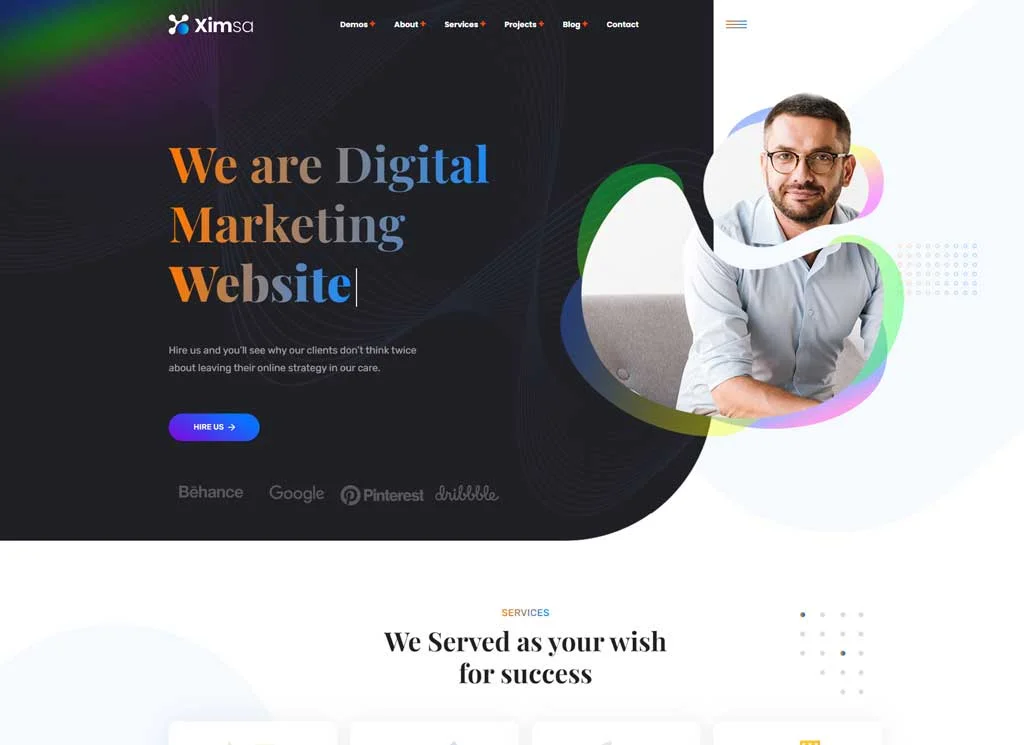 Ximsa
Demos + About + Services + Projects + Blog + Contact
We are Digital
Marketing
Website
Hire us and you'll see why our clients don't think twice
about leaving their online strategy in our care.
HIRE US →
Bēhance Google Pinterest dribbble
SERVICES
We Served as your wish
for success